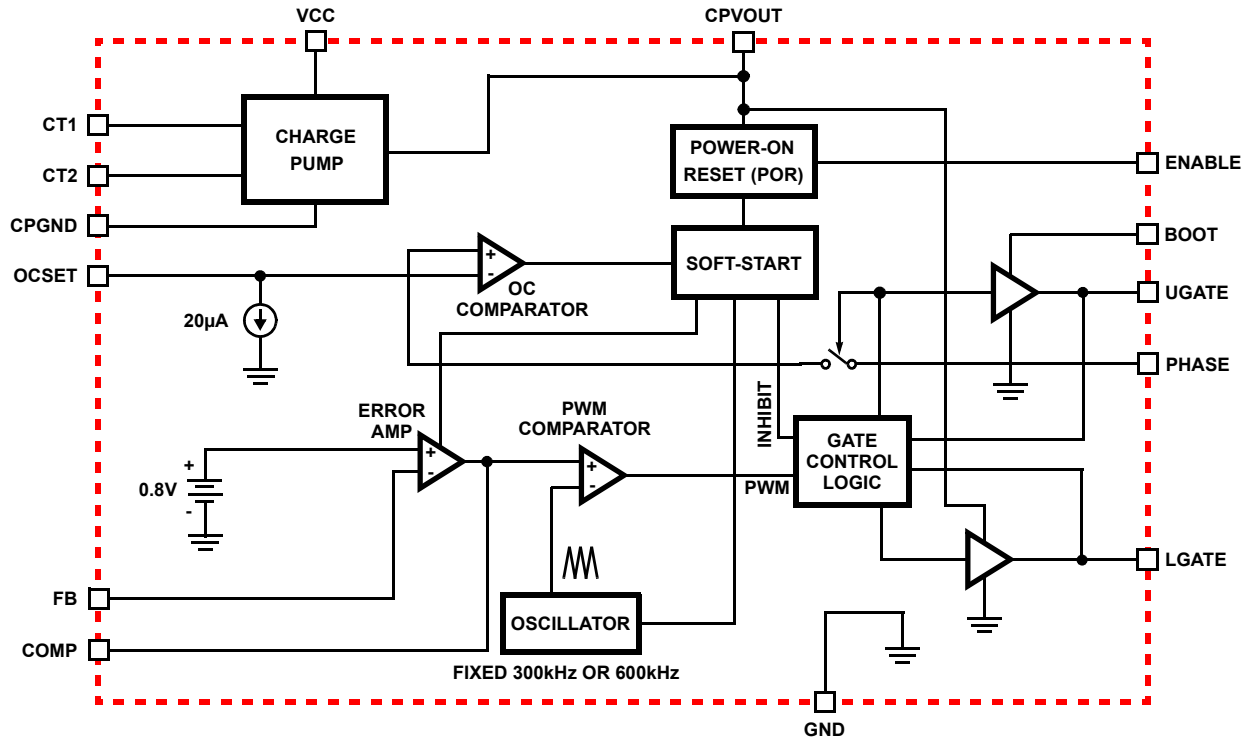 VCC
CPVOUT
CT1
CHARGE
PUMP
POWER-ON
RESET (POR)
ENABLE
CT2
CPGND
BOOT
OCSET
+
-
OC
COMPARATOR
SOFT-START
UGATE
20µA
PHASE
ERROR
AMP
PWM
COMPARATOR
INHIBIT
+
-
+
-
GATE
CONTROL
LOGIC
+
0.8V
-
PWM
LGATE
FB
OSCILLATOR
COMP
FIXED 300kHz OR 600kHz
GND